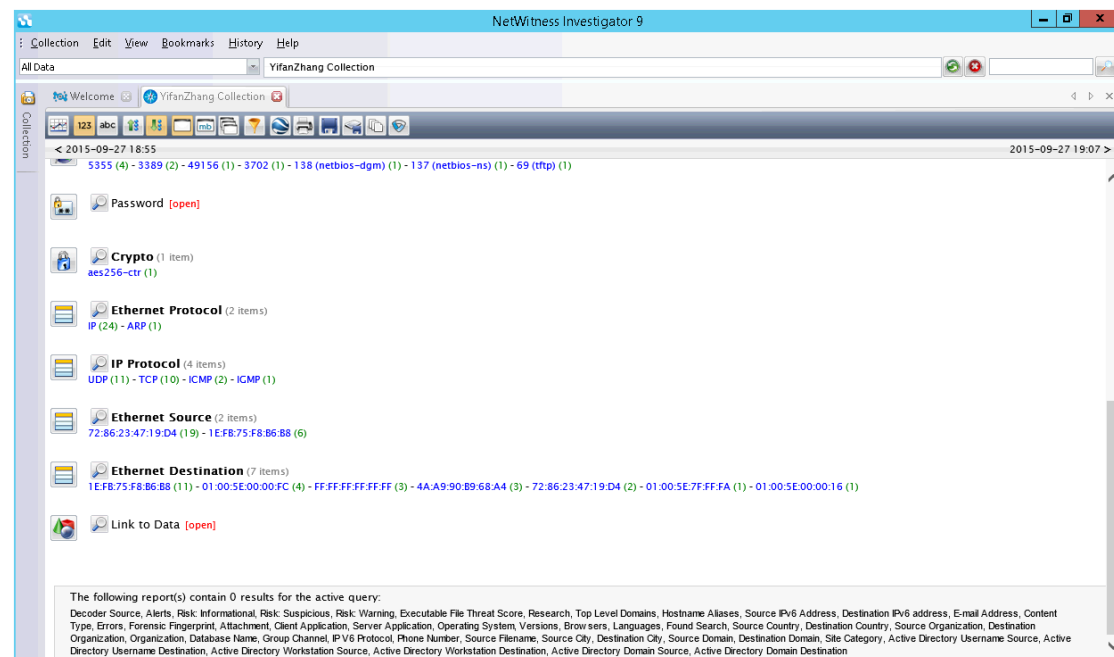 NetWitness Investigator 9
Collection Edit View Bookmarks History Help
All Data YifanZhang Collection
Collection
Welcome YifanZhang Collection
123 abc mb
< 2015-09-27 18:55 2015-09-27 19:07 >
5355 (4) - 3389 (2) - 49156 (1) - 3702 (1) - 138 (netbios-dgm) (1) - 137 (netbios-ns) (1) - 69 (tftp) (1)
Password [open]
Crypto (1 item)
aes256-ctr (1)
Ethernet Protocol (2 items)
IP (24) - ARP (1)
IP Protocol (4 items)
UDP (11) - TCP (10) - ICMP (2) - IGMP (1)
Ethernet Source (2 items)
72:86:23:47:19:D4 (19) - 1E:FB:75:F8:B6:B8 (6)
Ethernet Destination (7 items)
1E:FB:75:F8:B6:B8 (11) - 01:00:5E:00:00:FC (4) - FF:FF:FF:FF:FF:FF (3) - 4A:A9:90:B9:68:A4 (3) - 72:86:23:47:19:D4 (2) - 01:00:5E:7F:FF:FA (1) - 01:00:5E:00:00:16 (1)
Link to Data [open]
The following report(s) contain 0 results for the active query:
Decoder Source, Alerts, Risk: Informational, Risk: Suspicious, Risk: Warning, Executable File Threat Score, Research, Top Level Domains, Hostname Aliases, Source IPv6 Address, Destination IPv6 address, E-mail Address, Content
Type, Errors, Forensic Fingerprint, Attachment, Client Application, Server Application, Operating System, Versions, Browsers, Languages, Found Search, Source Country, Destination Country, Source Organization, Destination
Organization, Organization, Database Name, Group Channel, IP V6 Protocol, Phone Number, Source Filename, Source City, Destination City, Source Domain, Destination Domain, Site Category, Active Directory Username Source, Active
Directory Username Destination, Active Directory Workstation Source, Active Directory Workstation Destination, Active Directory Domain Source, Active Directory Domain Destination